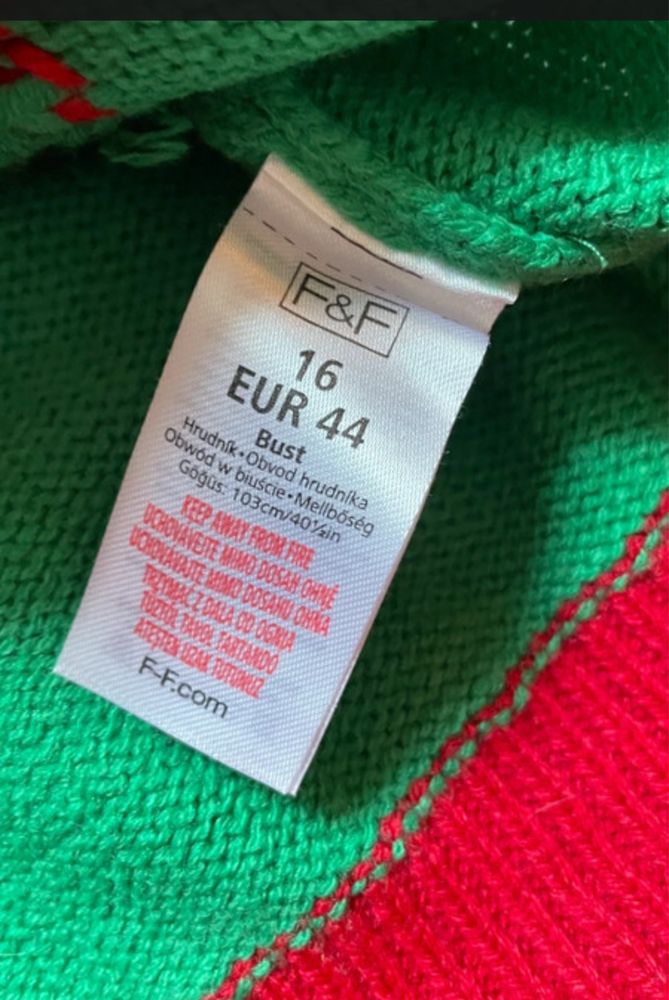 F&F
16
EUR 44
Bust
Hrudník•Obvod hrudníka
Obwód w biuście•Mellbőség
Göğüs: 103cm/40½in
KEEP AWAY FROM FIRE
UCHOVÁVEJTE MIMO DOSAH OHNĚ
UCHOVÁVAJTE MIMO DOSAHU OHŇA
TRZYMAĆ Z DALA OD OGNIA
TŰZTŐL TÁVOL TARTANDÓ
ATEŞTEN UZAK TUTUNUZ
F-F.com